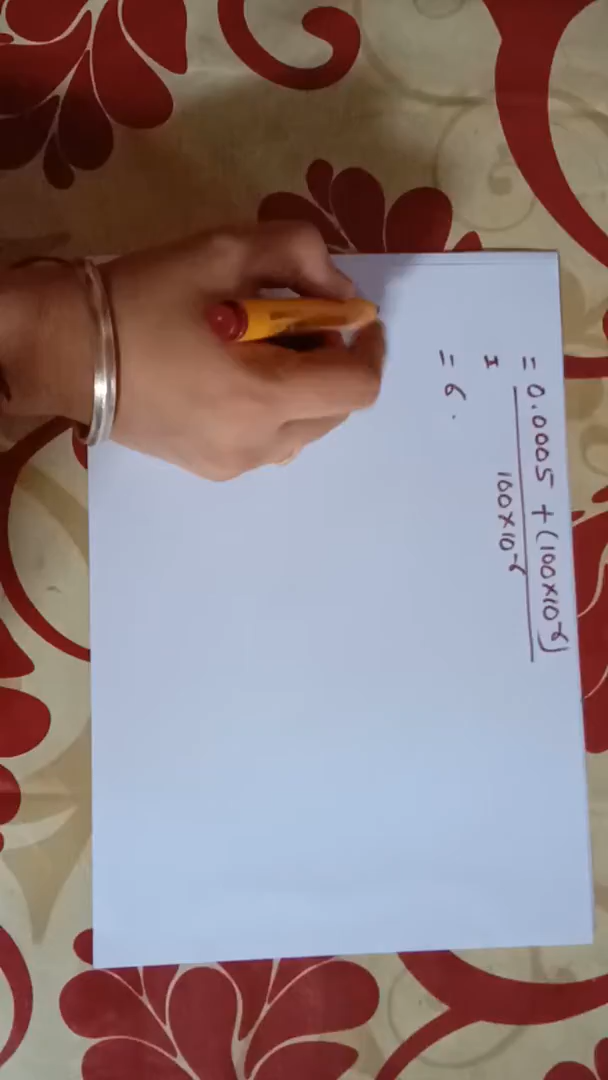 = 0.0005 + (100×10⁻⁶)
I 100×10⁻⁶
= 6.